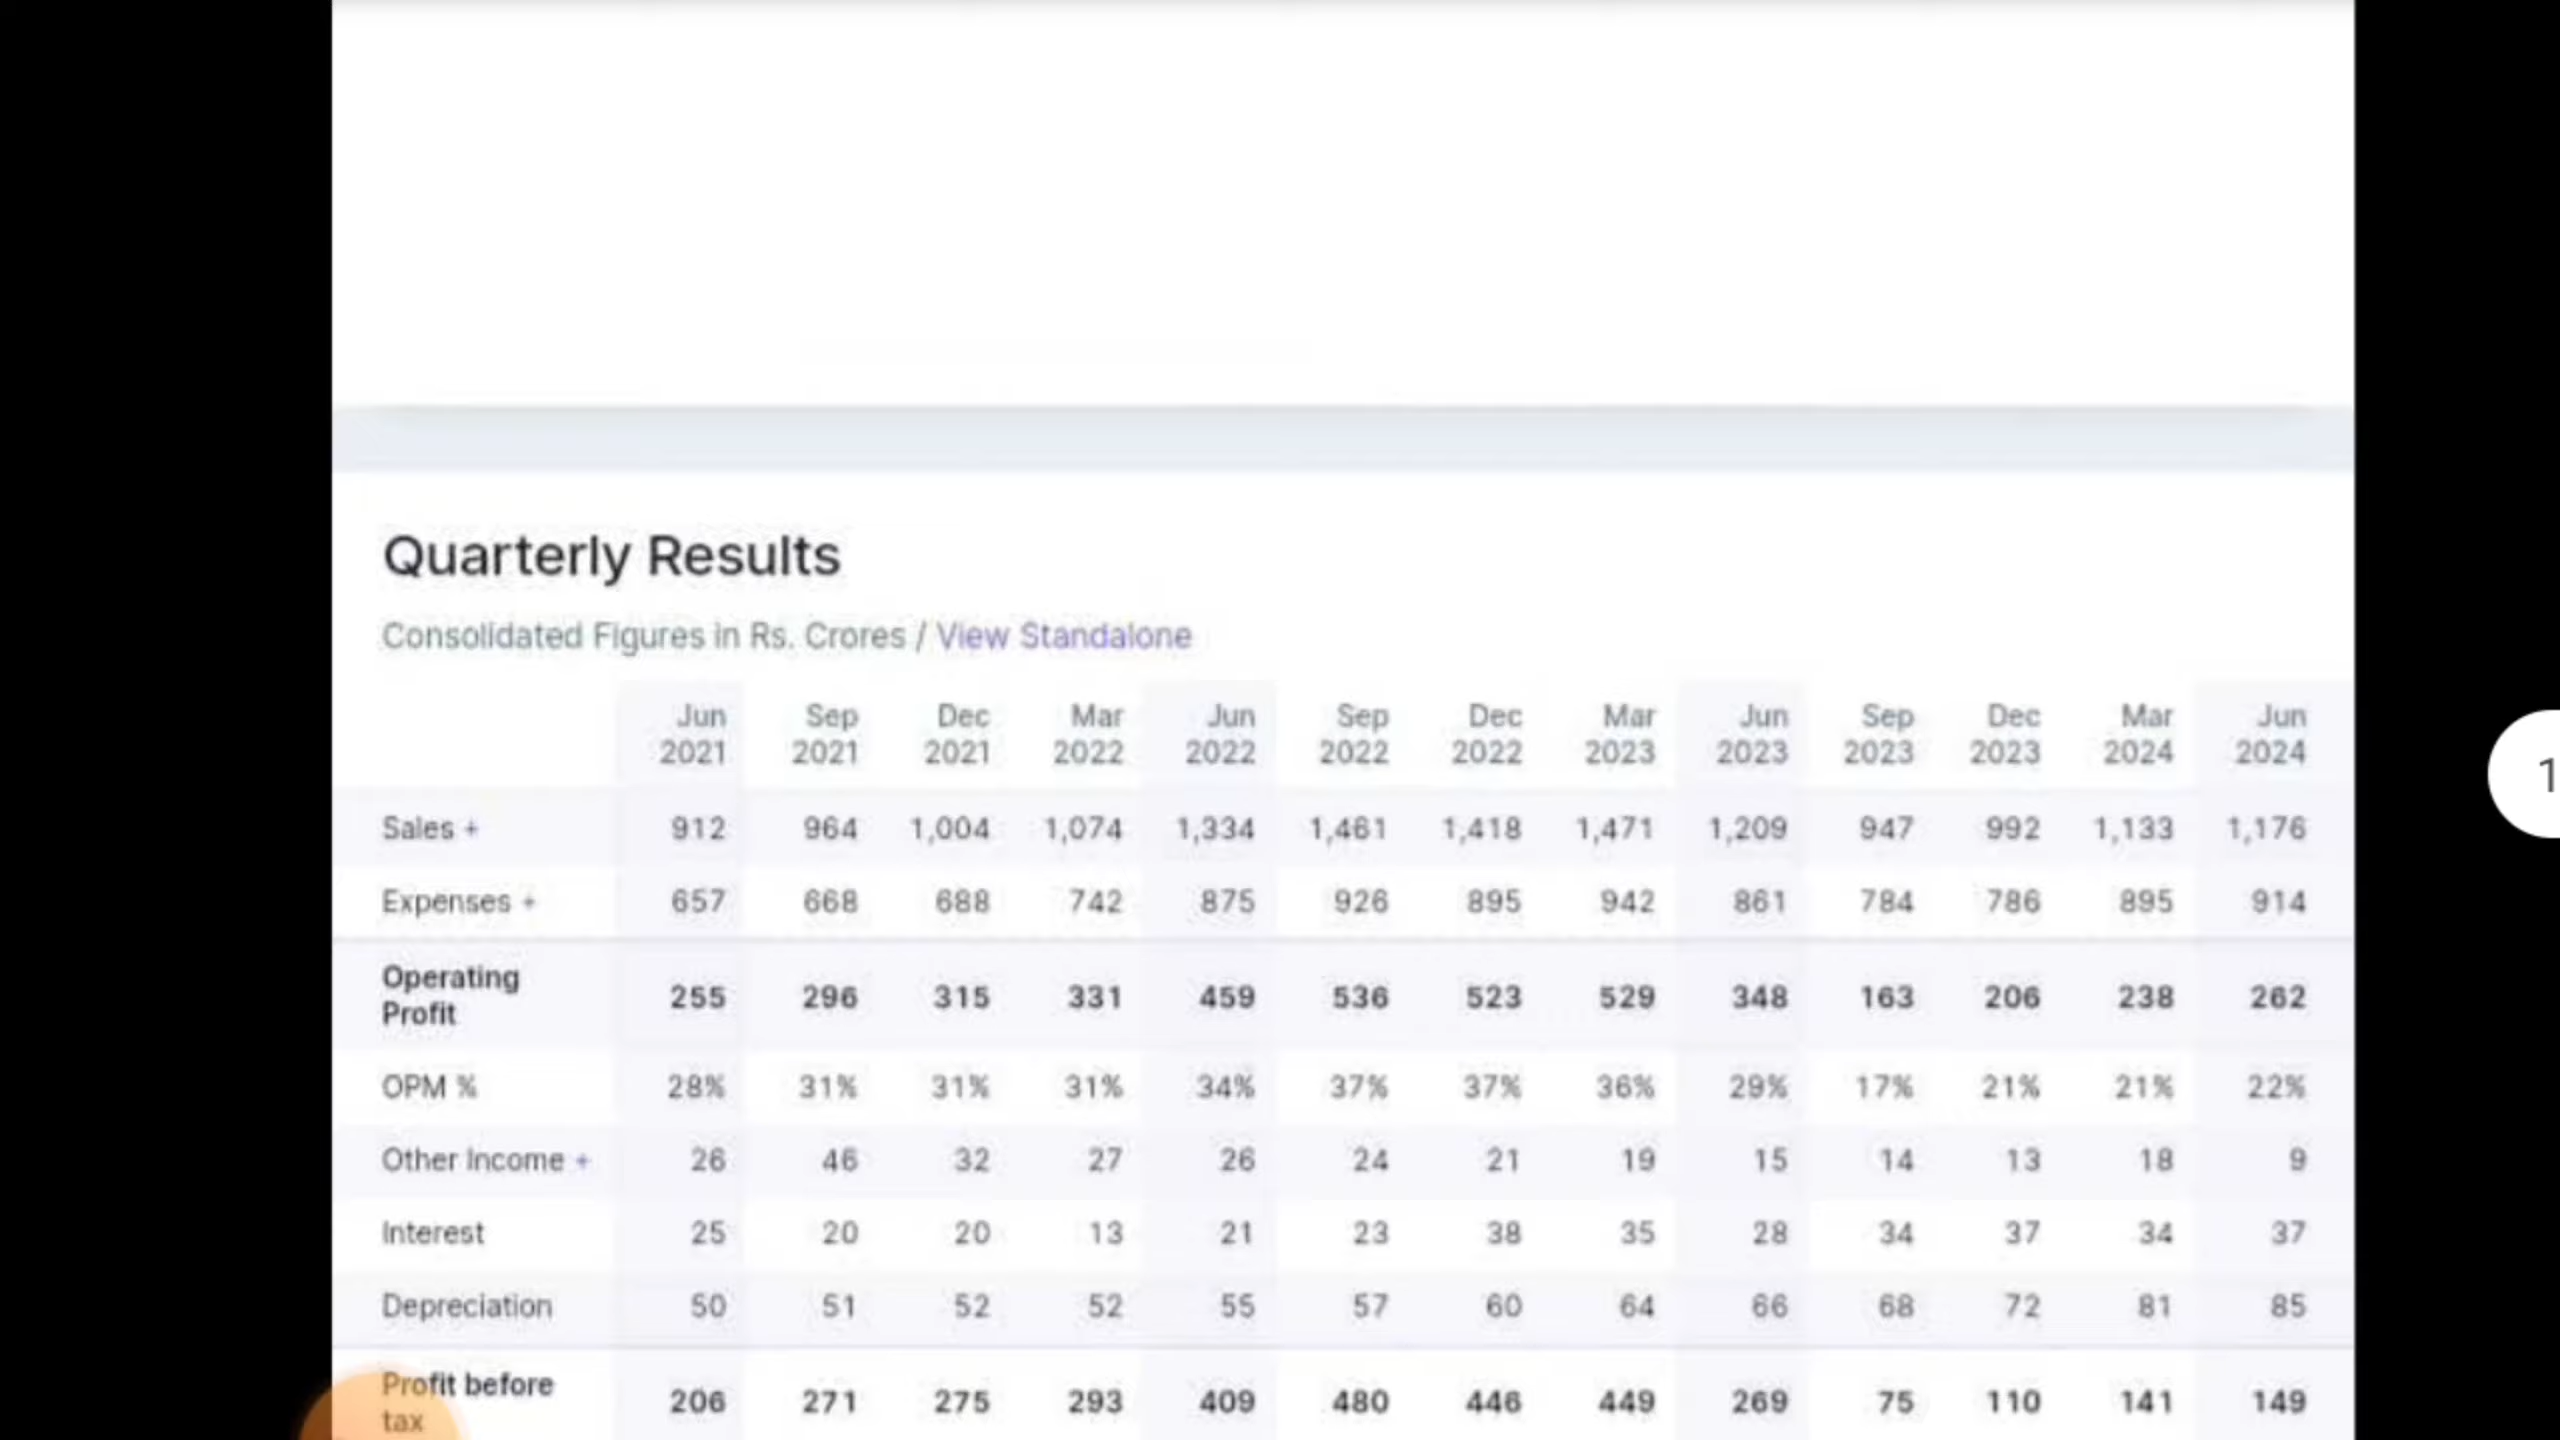 Quarterly Results
Consolidated Figures in Rs. Crores / View Standalone
Jun 2021 Sep 2021 Dec 2021 Mar 2022 Jun 2022 Sep 2022 Dec 2022 Mar 2023 Jun 2023 Sep 2023 Dec 2023 Mar 2024 Jun 2024
Sales + 912 964 1,004 1,074 1,334 1,461 1,418 1,471 1,209 947 992 1,133 1,176
Expenses + 657 668 688 742 875 926 895 942 861 784 786 895 914
Operating Profit 255 296 315 331 459 536 523 529 348 163 206 238 262
OPM % 28% 31% 31% 31% 34% 37% 37% 36% 29% 17% 21% 21% 22%
Other Income + 26 46 32 27 26 24 21 19 15 14 13 18 9
Interest 25 20 20 13 21 23 38 35 28 34 37 34 37
Depreciation 50 51 52 52 55 57 60 64 66 68 72 81 85
Profit before tax 206 271 275 293 409 480 446 449 269 75 110 141 149
1